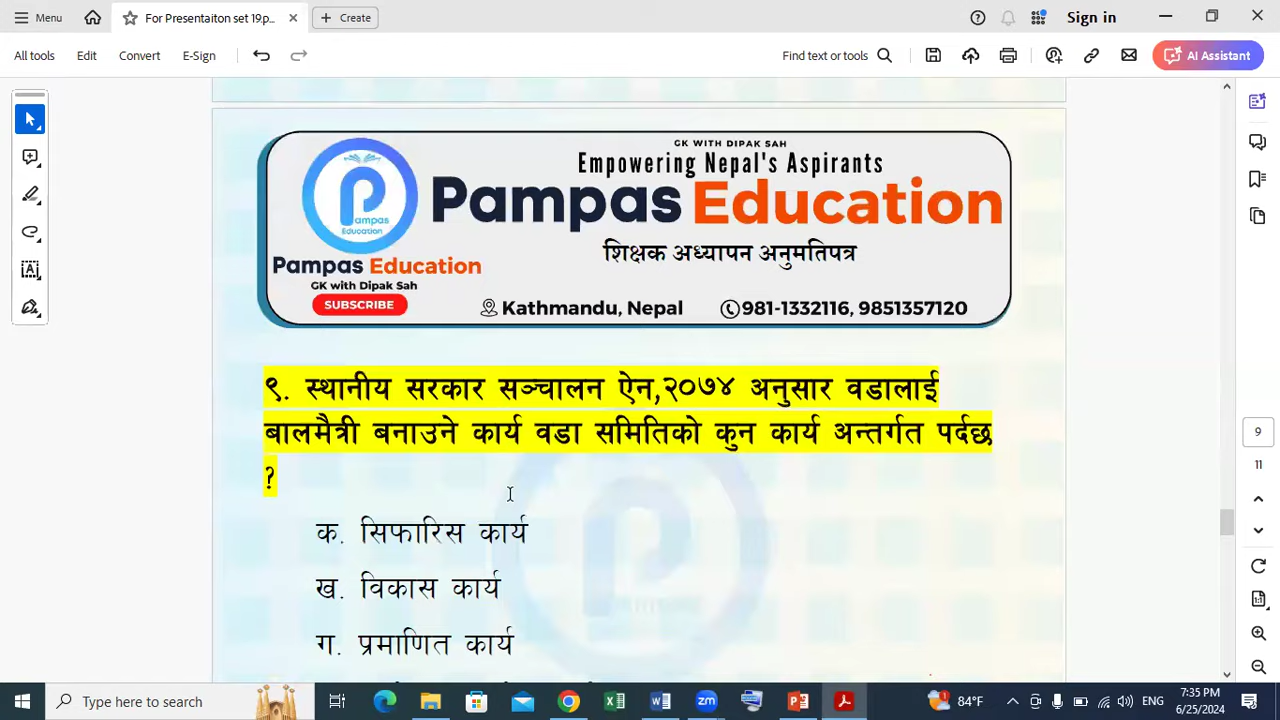 Menu
For Presentaiton set 19.p...
Create
Sign in
All tools
Edit
Convert
E-Sign
Find text or tools
AI Assistant
GK WITH DIPAK SAH
Empowering Nepal's Aspirants
Pampas Education
शिक्षक अध्यापन अनुमतिपत्र
Pampas Education
Pampas Education
GK with Dipak Sah
SUBSCRIBE
Kathmandu, Nepal
981-1332116, 9851357120
९. स्थानीय सरकार सञ्चालन ऐन,२०७४ अनुसार वडालाई
बालमैत्री बनाउने कार्य वडा समितिको कुन कार्य अन्तर्गत पर्दछ
?
क. सिफारिस कार्य
ख. विकास कार्य
ग. प्रमाणित कार्य
9
11
Type here to search
84°F
ENG
7:35 PM
6/25/2024